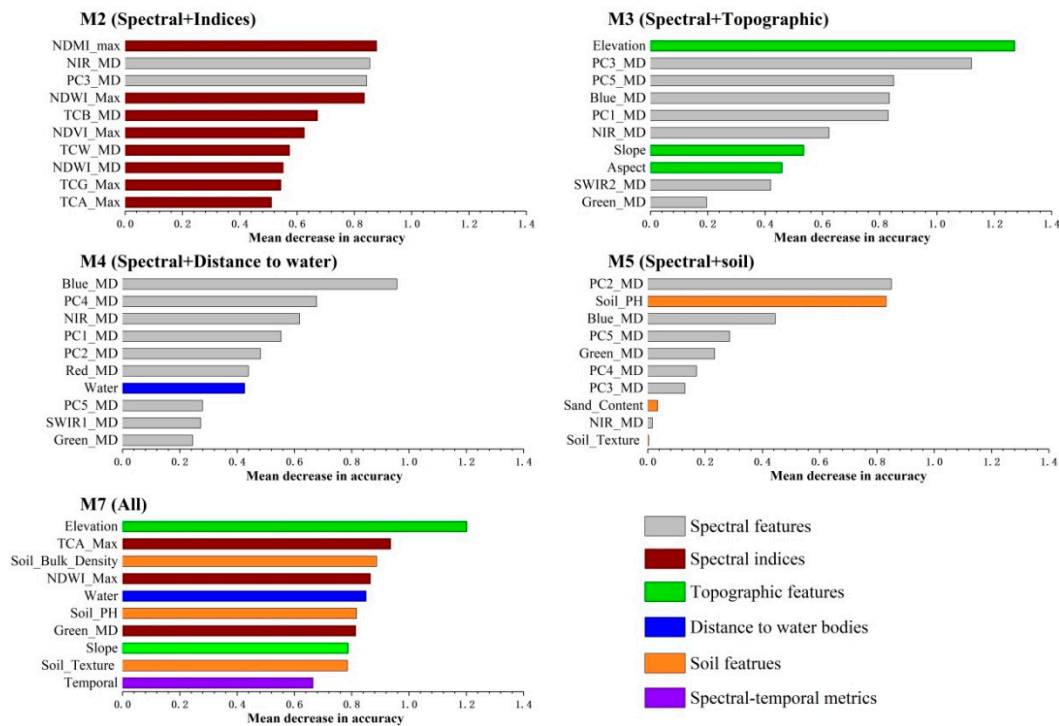 M2 (Spectral+Indices)
NDMI_max
NIR_MD
PC3_MD
NDWI_Max
TCB_MD
NDVI_Max
TCW_MD
NDWI_MD
TCG_Max
TCA_Max
0.0 0.2 0.4 0.6 0.8 1.0 1.2 1.4
Mean decrease in accuracy
M3 (Spectral+Topographic)
Elevation
PC3_MD
PC5_MD
Blue_MD
PC1_MD
NIR_MD
Slope
Aspect
SWIR2_MD
Green_MD
0.0 0.2 0.4 0.6 0.8 1.0 1.2 1.4
Mean decrease in accuracy
M4 (Spectral+Distance to water)
Blue_MD
PC4_MD
NIR_MD
PC1_MD
PC2_MD
Red_MD
Water
PC5_MD
SWIR1_MD
Green_MD
0.0 0.2 0.4 0.6 0.8 1.0 1.2 1.4
Mean decrease in accuracy
M5 (Spectral+soil)
PC2_MD
Soil_PH
Blue_MD
PC5_MD
Green_MD
PC4_MD
PC3_MD
Sand_Content
NIR_MD
Soil_Texture
0.0 0.2 0.4 0.6 0.8 1.0 1.2 1.4
Mean decrease in accuracy
M7 (All)
Elevation
TCA_Max
Soil_Bulk_Density
NDWI_Max
Water
Soil_PH
Green_MD
Slope
Soil_Texture
Temporal
0.0 0.2 0.4 0.6 0.8 1.0 1.2 1.4
Mean decrease in accuracy
Spectral features
Spectral indices
Topographic features
Distance to water bodies
Soil featrues
Spectral-temporal metrics